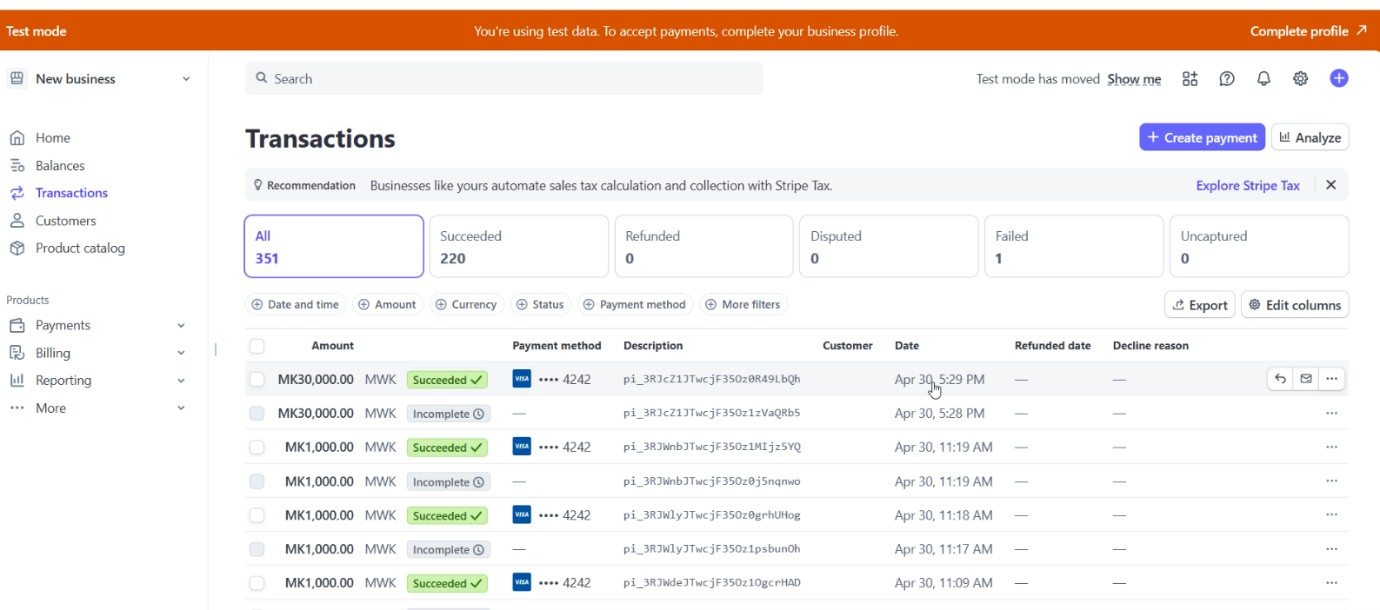 Test mode You're using test data. To accept payments, complete your business profile. Complete profile
New business
Search
Test mode has moved Show me
Home
Balances
Transactions
Customers
Product catalog
Products
Payments
Billing
Reporting
More
Transactions
+ Create payment Analyze
Recommendation Businesses like yours automate sales tax calculation and collection with Stripe Tax. Explore Stripe Tax
All Succeeded Refunded Disputed Failed Uncaptured
351 220 0 0 1 0
Date and time Amount Currency Status Payment method More filters Export Edit columns
Amount Payment method Description Customer Date Refunded date Decline reason
MK30,000.00 MWK Succeeded ✓ VISA •••• 4242 pi_3RJcZ1JTwcjF35Oz0R49LbQh Apr 30, 5:29 PM — — ···
MK30,000.00 MWK Incomplete — pi_3RJcZ1JTwcjF35Oz1zVaQRb5 Apr 30, 5:28 PM — — ···
MK1,000.00 MWK Succeeded ✓ VISA •••• 4242 pi_3RJWnbJTwcjF35Oz1MIjz5YQ Apr 30, 11:19 AM — — ···
MK1,000.00 MWK Incomplete — pi_3RJWnbJTwcjF35Oz0j5nqnwo Apr 30, 11:19 AM — — ···
MK1,000.00 MWK Succeeded ✓ VISA •••• 4242 pi_3RJWlyJTwcjF35Oz0grhUHog Apr 30, 11:18 AM — — ···
MK1,000.00 MWK Incomplete — pi_3RJWlyJTwcjF35Oz1psbunOh Apr 30, 11:17 AM — — ···
MK1,000.00 MWK Succeeded ✓ VISA •••• 4242 pi_3RJWdeJTwcjF35Oz1OgcrHAD Apr 30, 11:09 AM — — ···